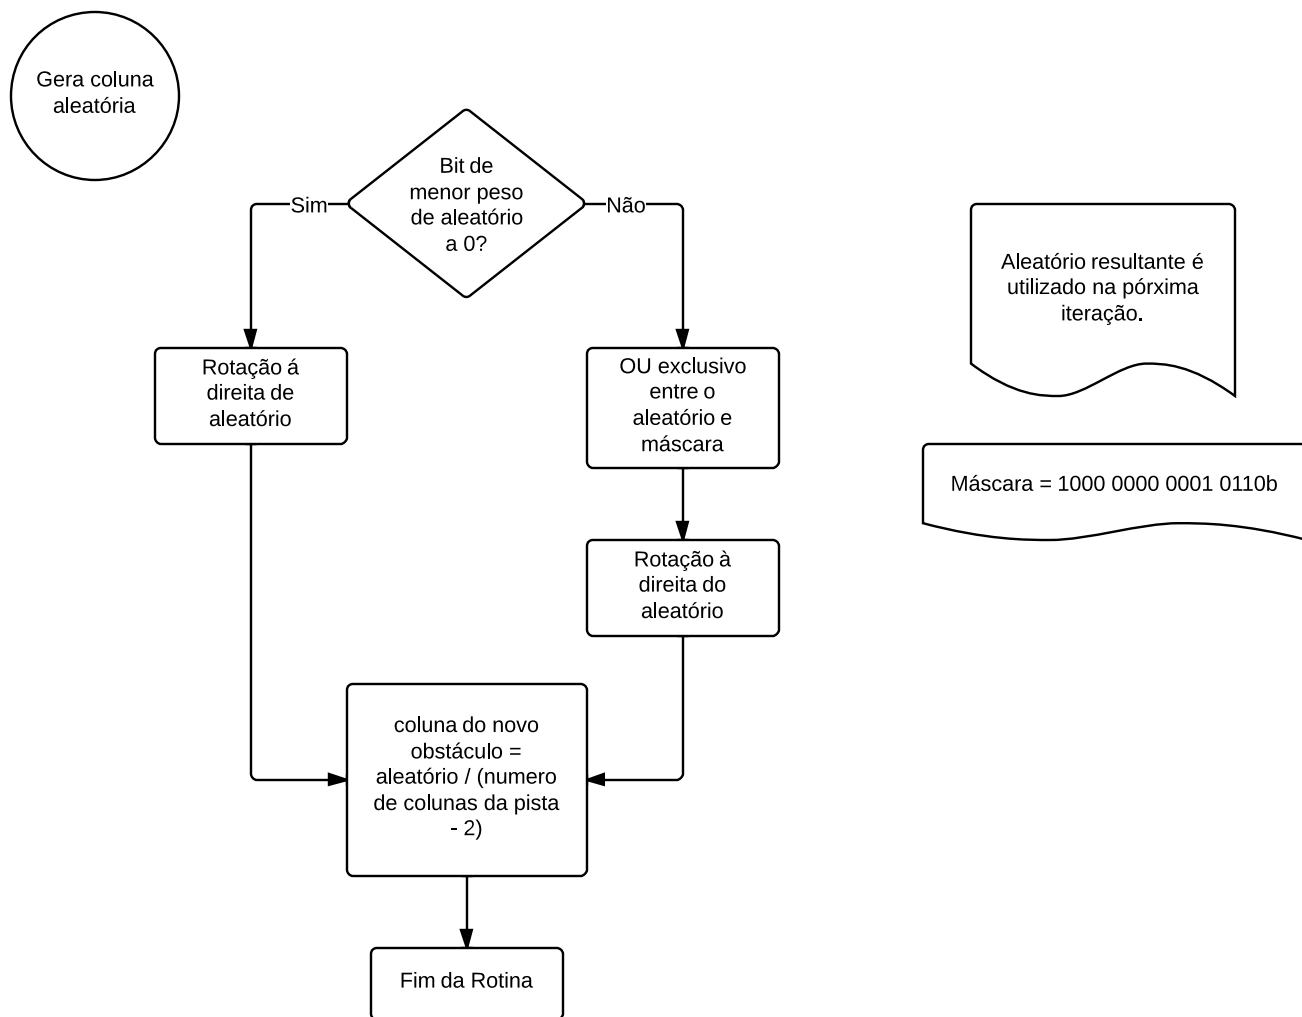 Gera coluna
aleatória
Bit de
menor peso
de aleatório
a 0?
Sim
Não
Rotação á
direita de
aleatório
OU exclusivo
entre o
aleatório e
máscara
Rotação à
direita do
aleatório
coluna do novo
obstáculo =
aleatório / (numero
de colunas da pista
- 2)
Fim da Rotina
Aleatório resultante é
utilizado na pórxima
iteração.
Máscara = 1000 0000 0001 0110b